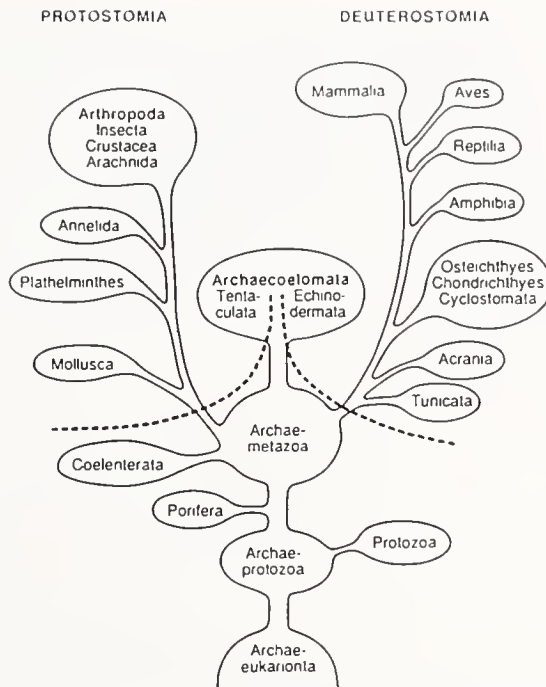 PROTOSTOMIA
DEUTEROSTOMIA
Mammalia
Aves
Arthropoda
Insecta
Crustacea
Arachnida
Reptilia
Amphibia
Annelida
Archaecoelomata
Tenta-
culata
Echino-
dermata
Osteichthyes
Chondrichthyes
Cyclostomata
Plathelminthes
Mollusca
Acrania
Tunicata
Archae-
metazoa
Coelenterata
Porifera
Archae-
protozoa
Protozoa
Archae-
eukarionta